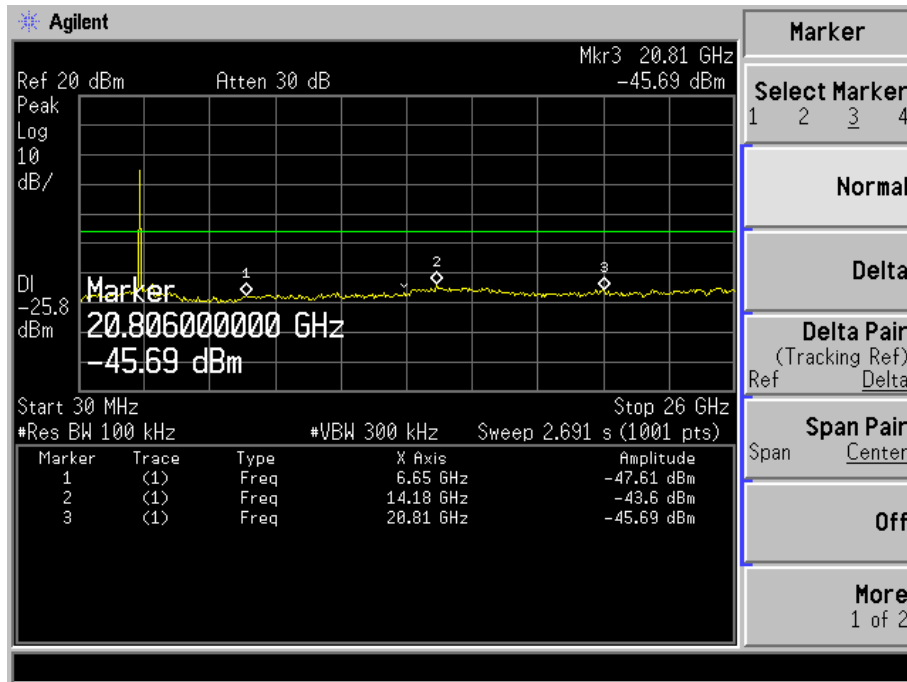 Agilent
Marker
Mkr3 20.81 GHz
Ref 20 dBm Atten 30 dB -45.69 dBm
Peak
Log
10
dB/
1 2 3
DI
-25.8
dBm
Marker
20.806000000 GHz
-45.69 dBm
Start 30 MHz Stop 26 GHz
#Res BW 100 kHz #VBW 300 kHz Sweep 2.691 s (1001 pts)
Marker Trace Type X Axis Amplitude
1 (1) Freq 6.65 GHz -47.61 dBm
2 (1) Freq 14.18 GHz -43.6 dBm
3 (1) Freq 20.81 GHz -45.69 dBm
Select Marker
1 2 3 4
Normal
Delta
Delta Pair
(Tracking Ref)
Ref Delta
Span Pair
Span Center
Off
More
1 of 2